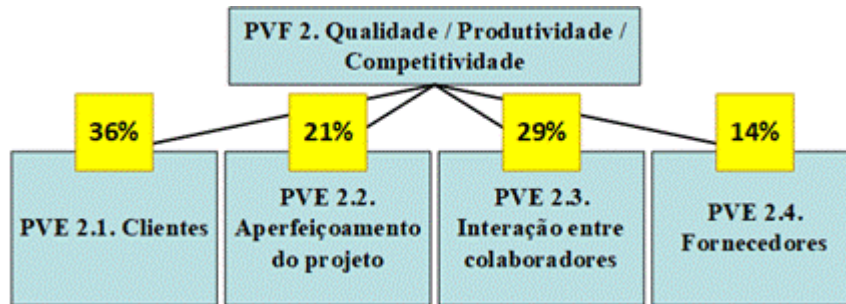 PVF 2. Qualidade / Produtividade /
Competitividade
36%
21%
29%
14%
PVE 2.1. Clientes
PVE 2.2.
Aperfeiçoamento
do projeto
PVE 2.3.
Interação entre
colaboradores
PVE 2.4.
Fornecedores